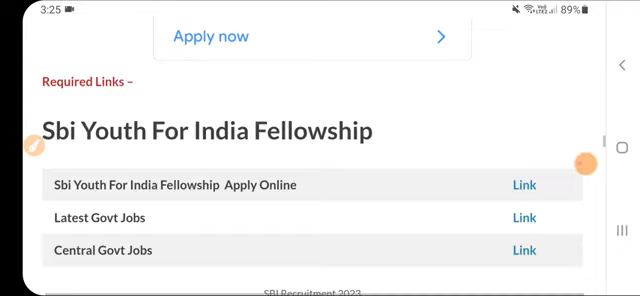 3:25
89%
Apply now
Required Links –
Sbi Youth For India Fellowship
Sbi Youth For India Fellowship Apply Online Link
Latest Govt Jobs Link
Central Govt Jobs Link
SBI Recruitment 2023